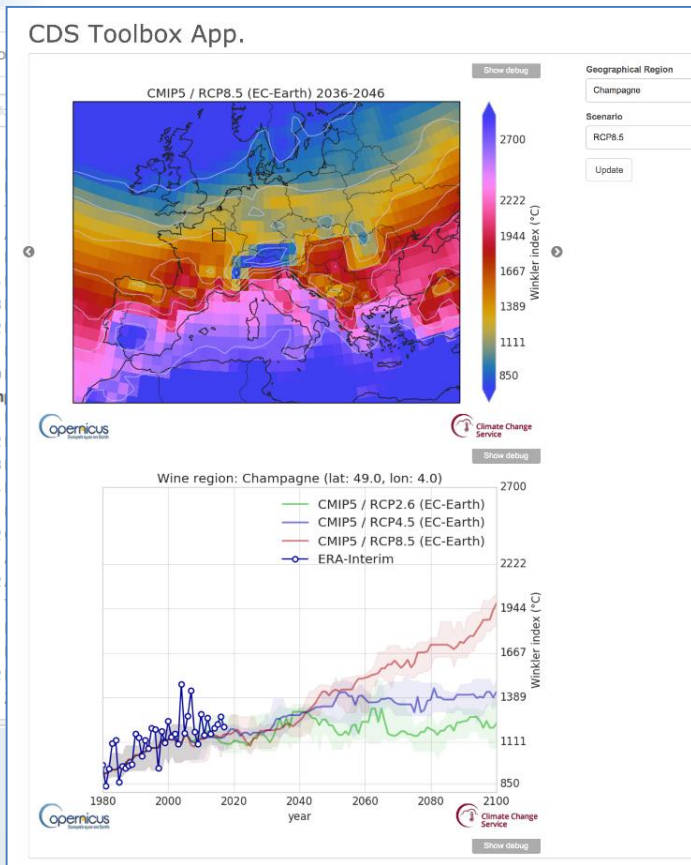 CDS Toolbox App.
Show debug
CMIP5 / RCP8.5 (EC-Earth) 2036-2046
2700
2222
1944
1667
1389
1111
850
Winkler index (°C)
Geographical Region
Champagne
Scenario
RCP8.5
Update
Copernicus
Climate Change
Service
Show debug
Wine region: Champagne (lat: 49.0, lon: 4.0)
CMIP5 / RCP2.6 (EC-Earth)
CMIP5 / RCP4.5 (EC-Earth)
CMIP5 / RCP8.5 (EC-Earth)
ERA-Interim
2700
2222
1944
1667
1389
1111
850
Winkler index (°C)
1980
2000
2020
2040
2060
2080
2100
year
Copernicus
Climate Change
Service
Show debug